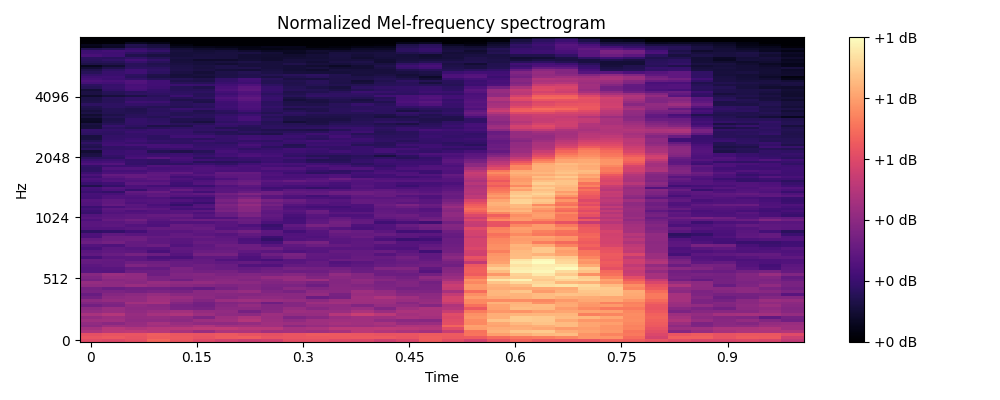 Normalized Mel-frequency spectrogram
Hz
4096
2048
1024
512
0
0 0.15 0.3 0.45 0.6 0.75 0.9
Time
+1 dB
+1 dB
+1 dB
+0 dB
+0 dB
+0 dB